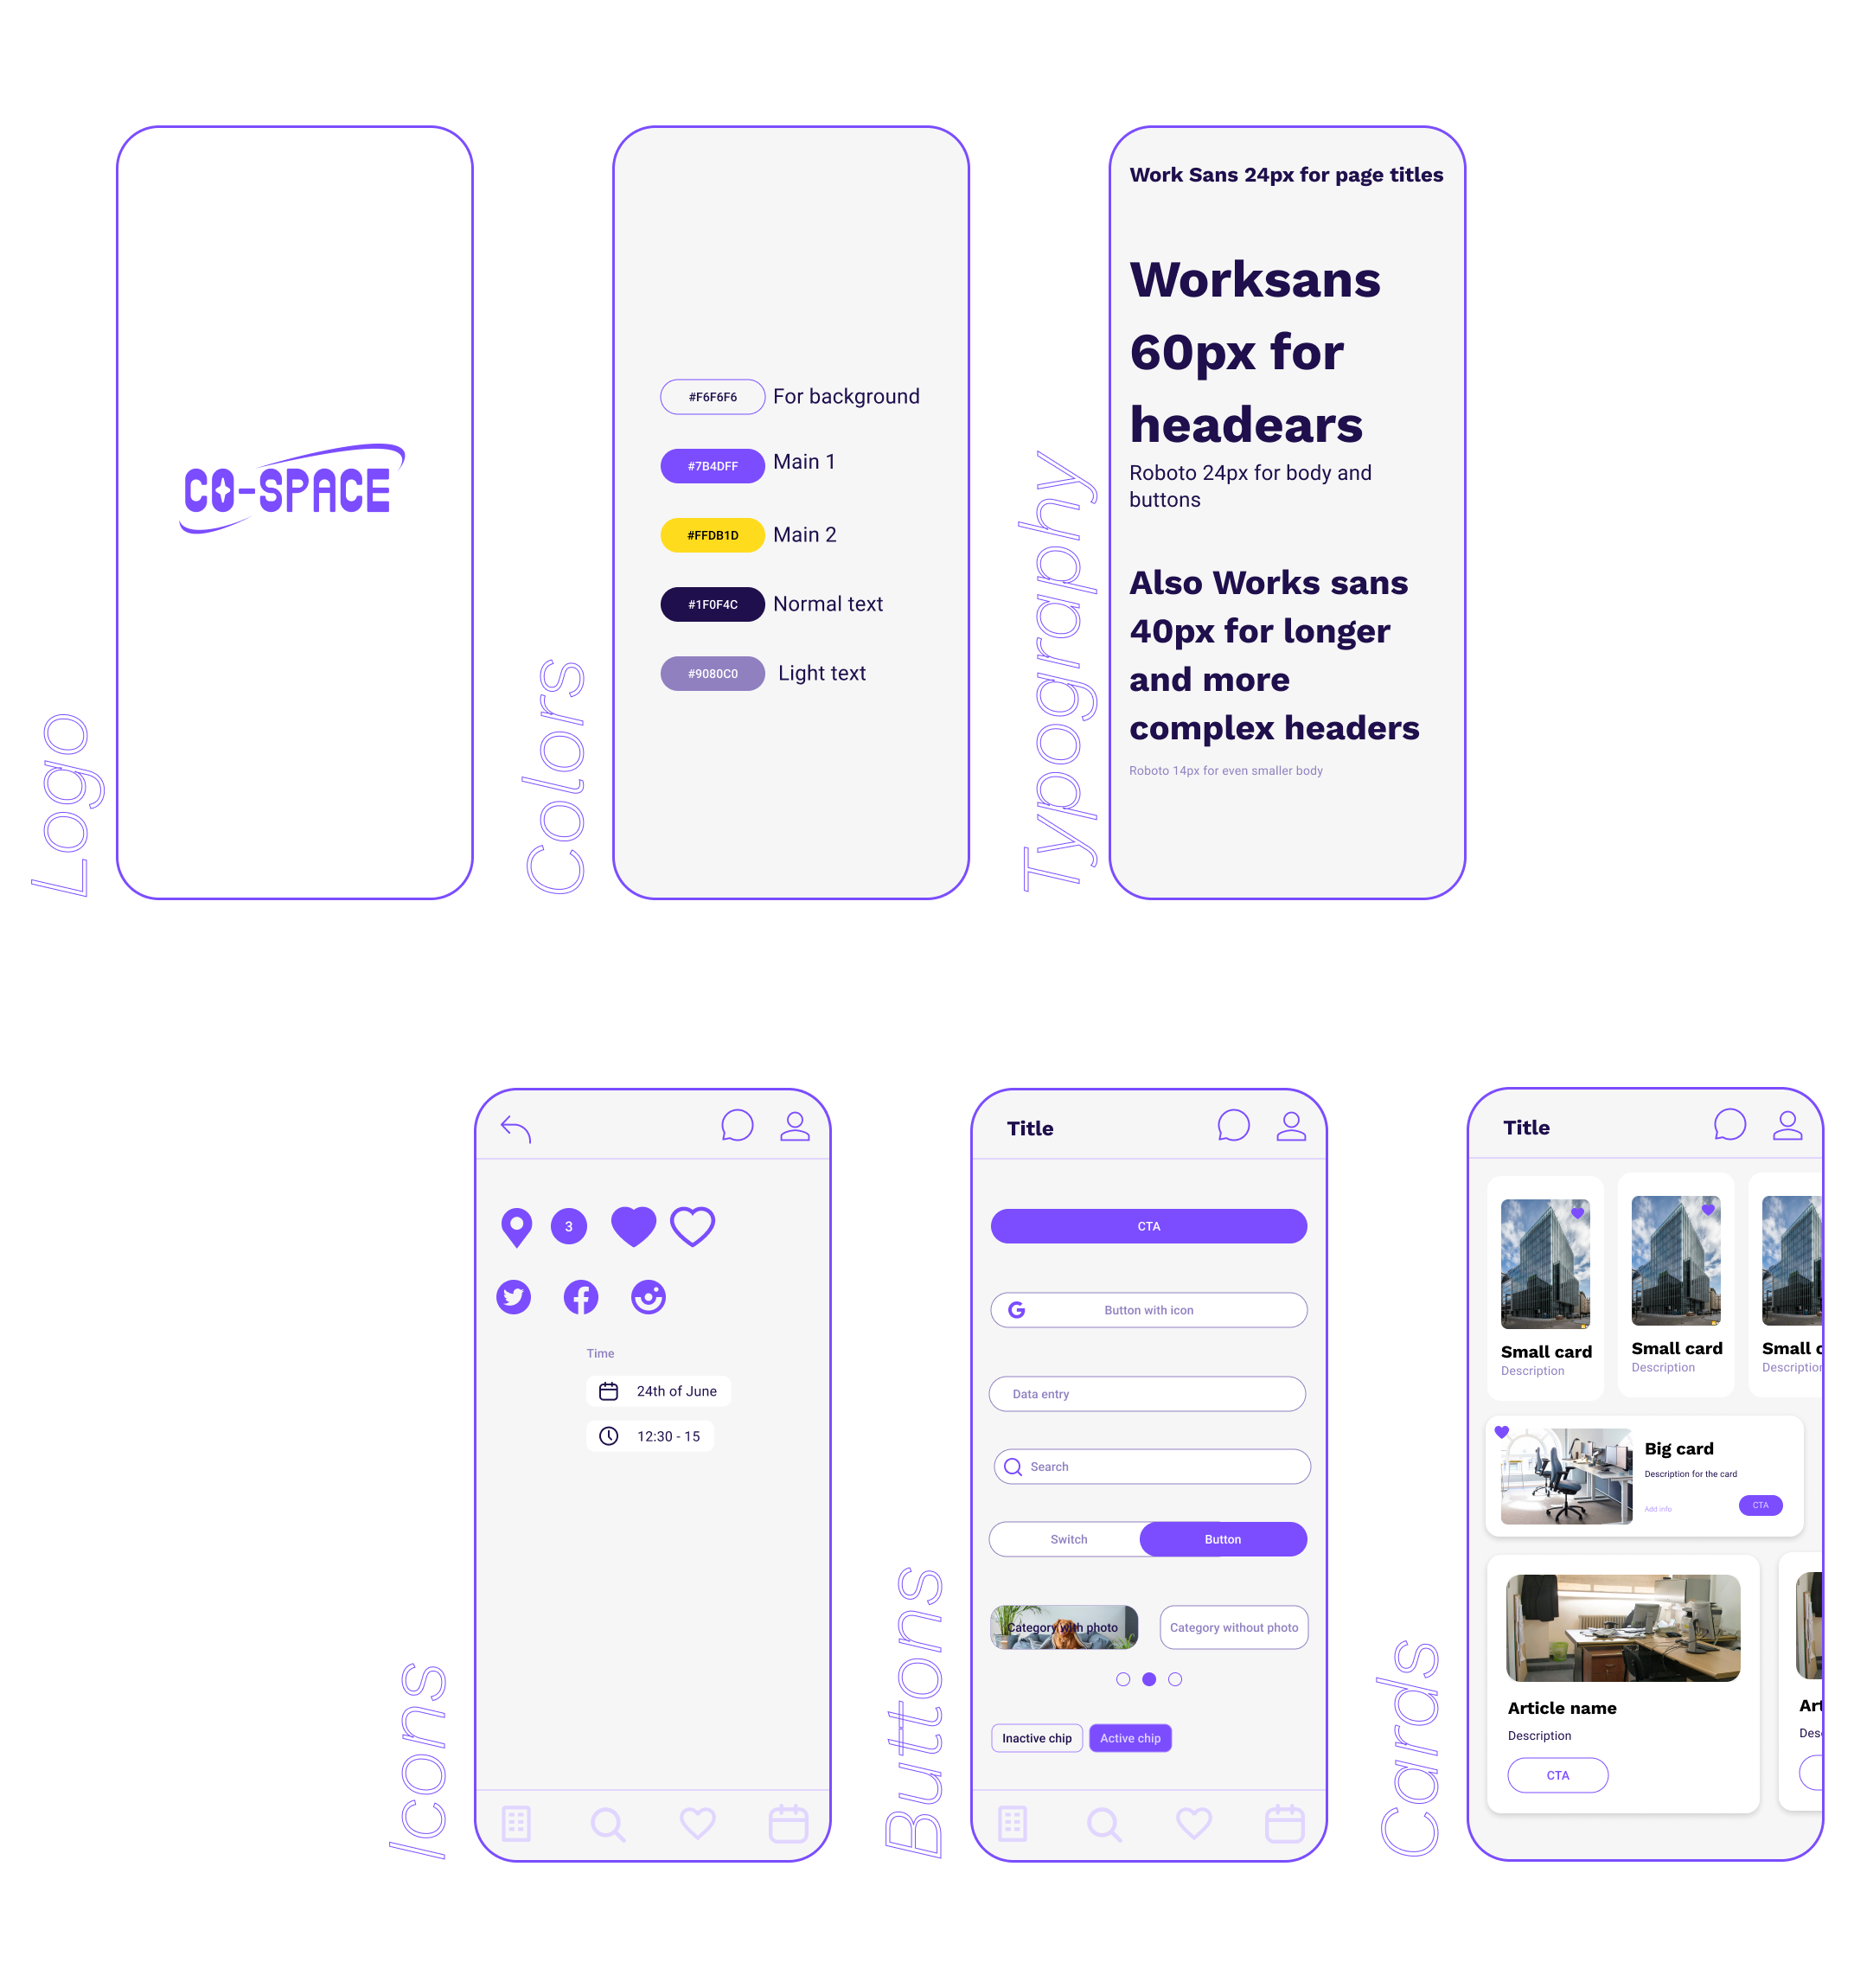 Logo
CO-SPACE
Colors
#F6F6F6 For background
#7B4DFF Main 1
#FFDB1D Main 2
#1F0F4C Normal text
#9080C0 Light text
Typography
Work Sans 24px for page titles
Worksans
60px for
headears
Roboto 24px for body and
buttons
Also Works sans
40px for longer
and more
complex headers
Roboto 14px for even smaller body
Icons
3
Time
24th of June
12:30 - 15
Buttons
Title
CTA
Button with icon
Data entry
Search
Switch Button
Category with photo Category without photo
Inactive chip Active chip
Cards
Title
Small card Small card Small c
Description Description Description
Big card
Description for the card
Add info CTA
Article name Art
Description Des
CTA